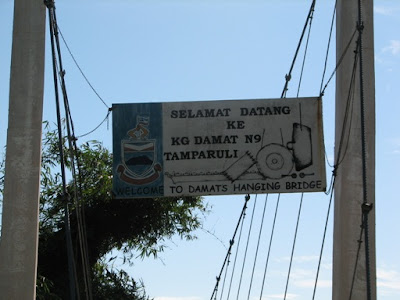 SELAMAT DATANG
KE
KG DAMAT N9
TAMPARULI
WELCOME TO DAMATS HANGING BRIDGE